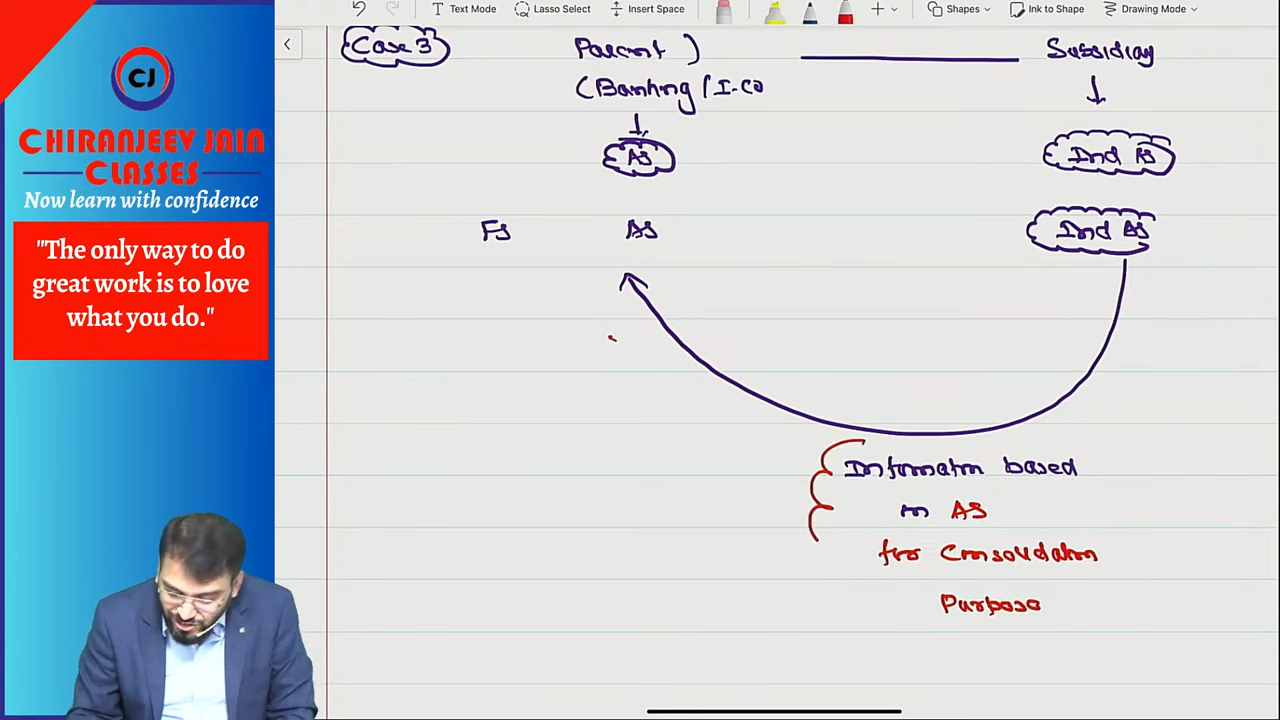 Text Mode
Lasso Select
Insert Space
Shapes
Ink to Shape
Drawing Mode
CJ
CHIRANJEEV JAIN
CLASSES
Now learn with confidence
"The only way to do
great work is to love
what you do."
Case 3
Parent )
Subsidiary
(Banking / I. Co
AS
Ind AS
FS
AS
Ind AS
Information based
on AS
for Consolidation
Purpose